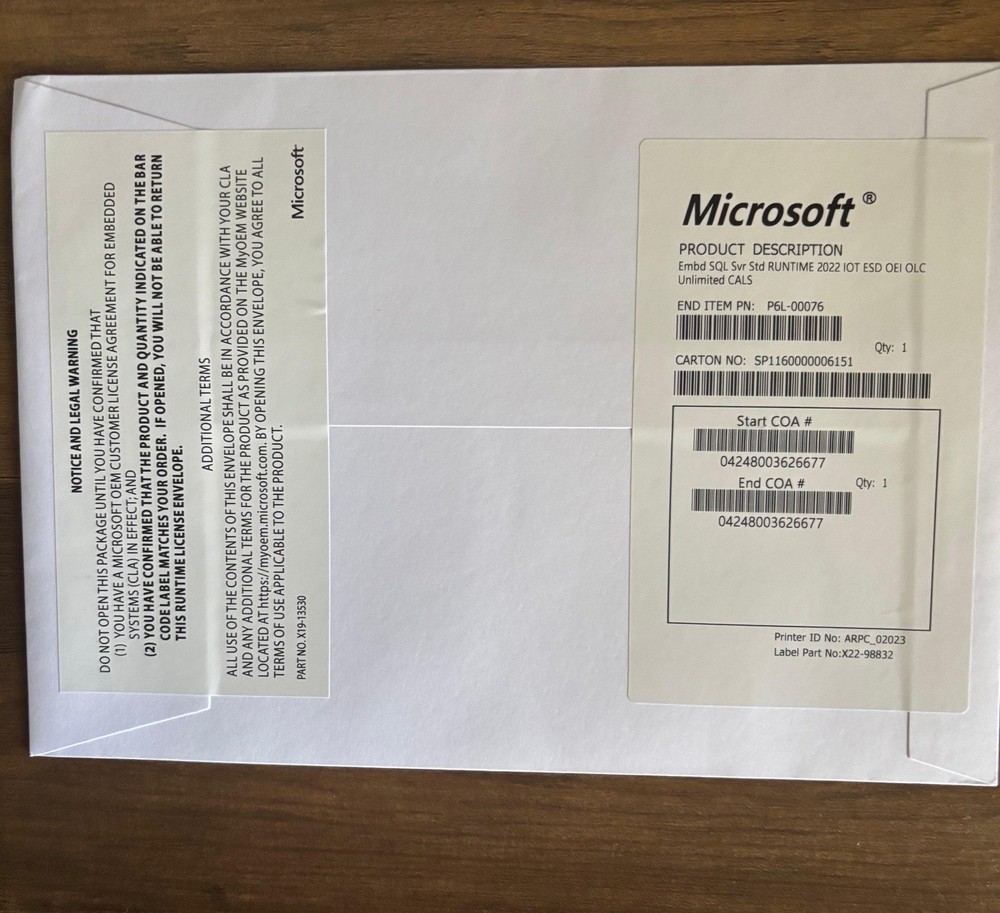 NOTICE AND LEGAL WARNING
DO NOT OPEN THIS PACKAGE UNTIL YOU HAVE CONFIRMED THAT
(1) YOU HAVE A MICROSOFT OEM CUSTOMER LICENSE AGREEMENT FOR EMBEDDED
SYSTEMS (CLA) IN EFFECT; AND
(2) YOU HAVE CONFIRMED THAT THE PRODUCT AND QUANTITY INDICATED ON THE BAR
CODE LABEL MATCHES YOUR ORDER. IF OPENED, YOU WILL NOT BE ABLE TO RETURN
THIS RUNTIME LICENSE ENVELOPE.
ADDITIONAL TERMS
ALL USE OF THE CONTENTS OF THIS ENVELOPE SHALL BE IN ACCORDANCE WITH YOUR CLA
AND ANY ADDITIONAL TERMS FOR THE PRODUCT AS PROVIDED ON THE MyOEM WEBSITE
LOCATED AT https://myoem.microsoft.com. BY OPENING THIS ENVELOPE, YOU AGREE TO ALL
TERMS OF USE APPLICABLE TO THE PRODUCT.
PART NO. X19-13530
Microsoft
Microsoft ®
PRODUCT DESCRIPTION
Embd SQL Svr Std RUNTIME 2022 IOT ESD OEI OLC
Unlimited CALS
END ITEM PN: P6L-00076
Qty: 1
CARTON NO: SP1160000006151
Start COA #
04248003626677
End COA #
Qty: 1
04248003626677
Printer ID No: ARPC_02023
Label Part No:X22-98832